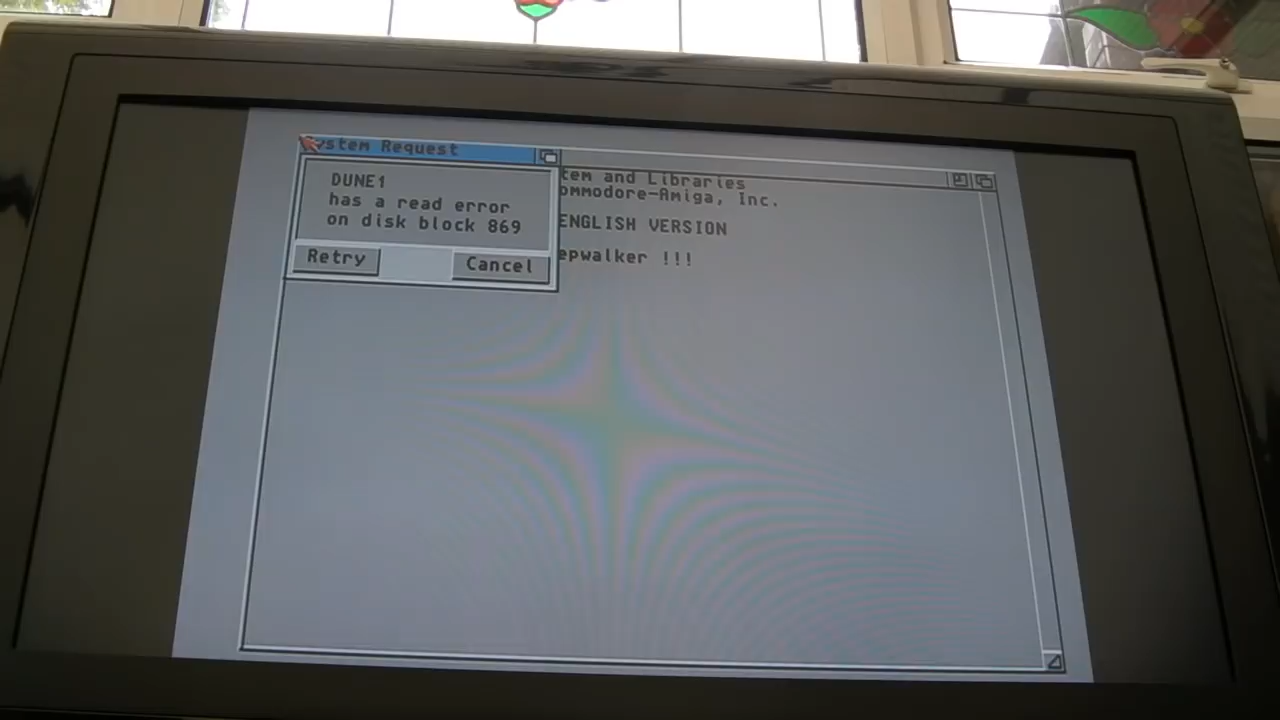 ystem Request
DUNE1
has a read error
on disk block 869
Retry
Cancel
tem and Libraries
ommodore-Amiga, Inc.
ENGLISH VERSION
epwalker !!!